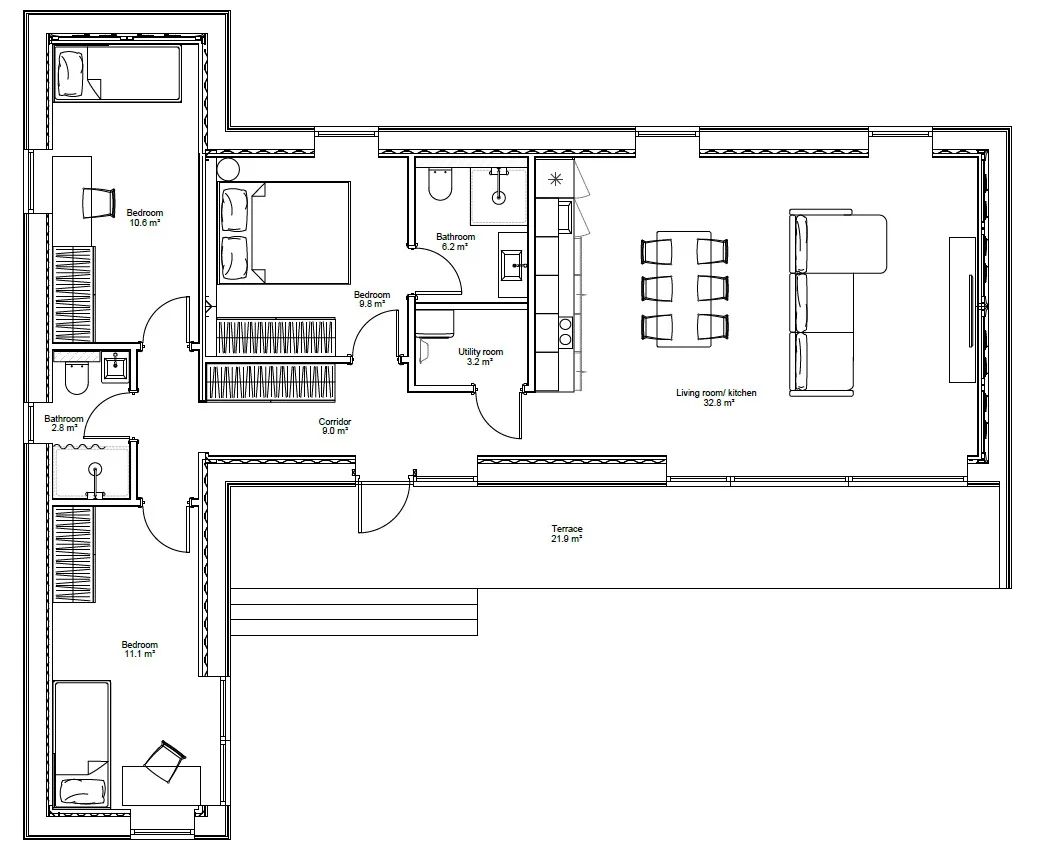 Bedroom
10.6 m²
Bathroom
6.2 m²
Bedroom
9.8 m²
Utility room
3.2 m²
Living room/ kitchen
32.8 m²
Bathroom
2.8 m²
Corridor
9.0 m²
Terrace
21.9 m²
Bedroom
11.1 m²